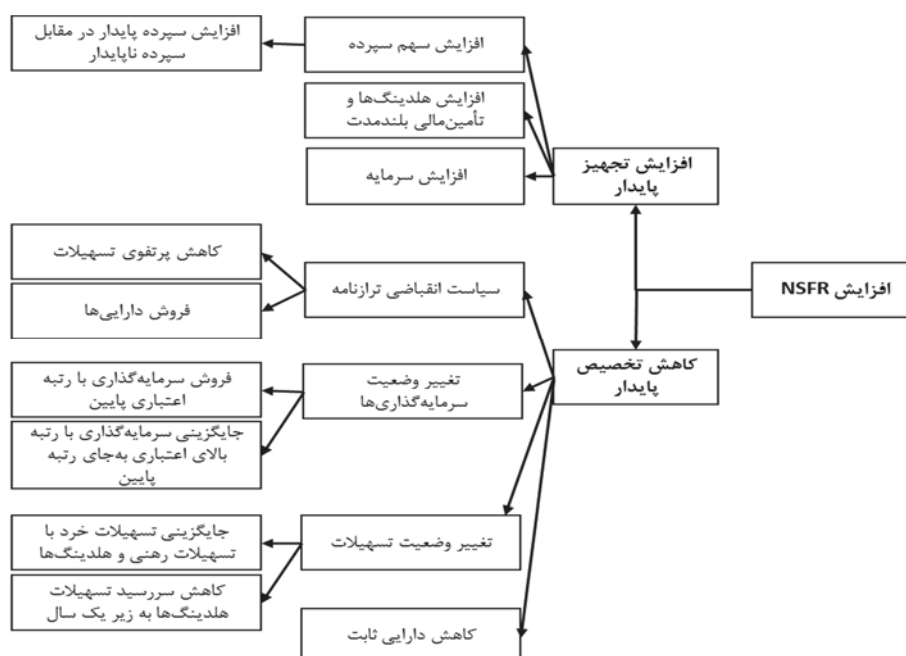 افزایش NSFR
افزایش تجهیز
پایدار
افزایش سهم سپرده
افزایش سپرده پایدار در مقابل
سپرده ناپایدار
افزایش هلدینگ‌ها و
تأمین‌مالی بلندمدت
افزایش سرمایه
کاهش تخصیص
پایدار
سیاست انقباضی ترازنامه
کاهش پرتفوی تسهیلات
فروش دارایی‌ها
تغییر وضعیت
سرمایه‌گذاری‌ها
فروش سرمایه‌گذاری با رتبه
اعتباری پایین
جایگزینی سرمایه‌گذاری با رتبه
بالای اعتباری به‌جای رتبه
پایین
تغییر وضعیت تسهیلات
جایگزینی تسهیلات خرد با
تسهیلات رهنی و هلدینگ‌ها
کاهش سررسید تسهیلات
هلدینگ‌ها به زیر یک سال
کاهش دارایی ثابت